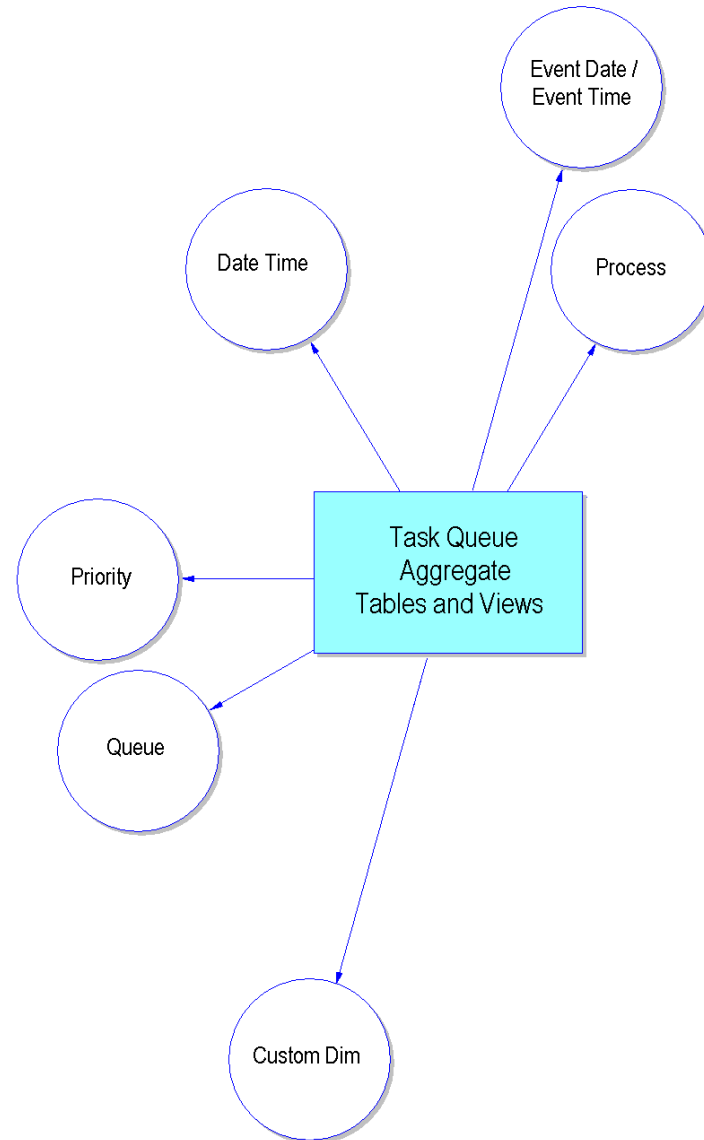 Event Date /
Event Time
Date Time
Process
Task Queue
Aggregate
Tables and Views
Priority
Queue
Custom Dim